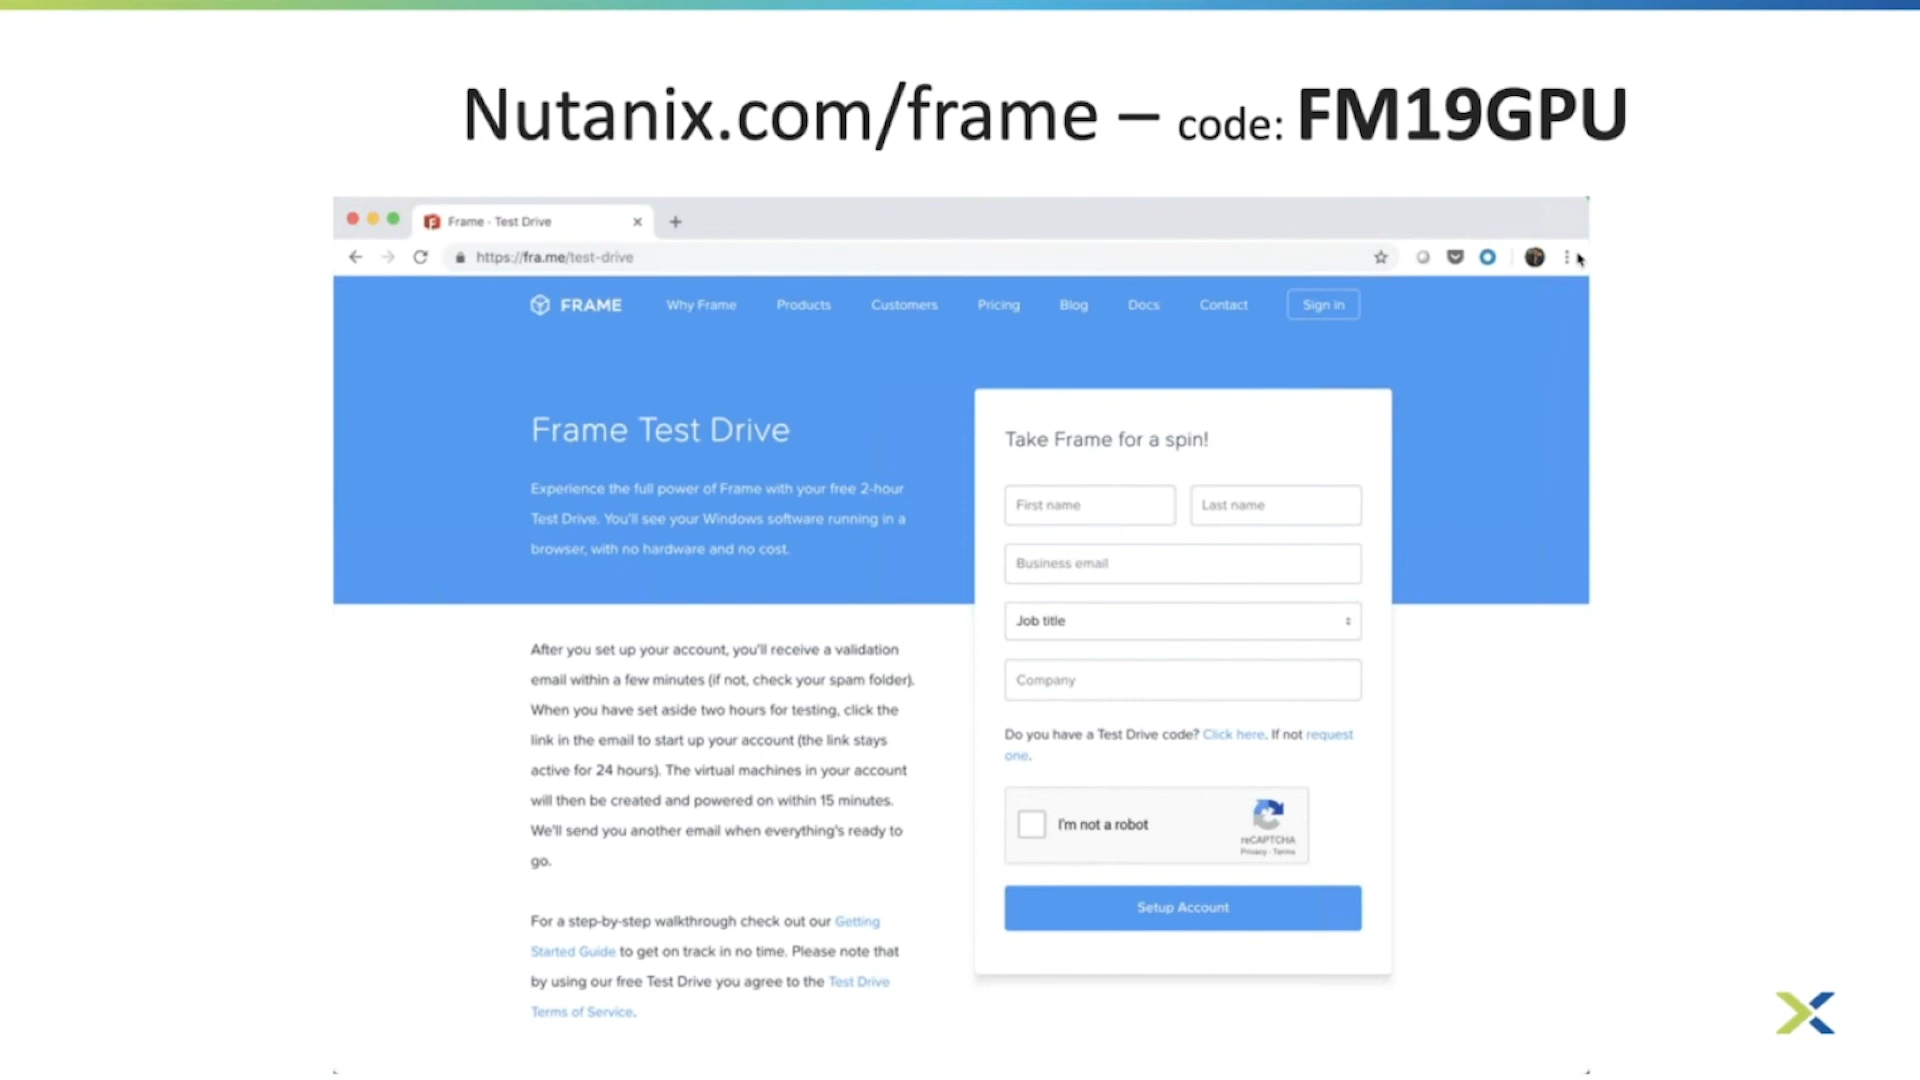 Nutanix.com/frame – code: FM19GPU
Frame - Test Drive
https://fra.me/test-drive
FRAME Why Frame Products Customers Pricing Blog Docs Contact Sign in
Frame Test Drive
Experience the full power of Frame with your free 2-hour
Test Drive. You'll see your Windows software running in a
browser, with no hardware and no cost.
After you set up your account, you'll receive a validation
email within a few minutes (if not, check your spam folder).
When you have set aside two hours for testing, click the
link in the email to start up your account (the link stays
active for 24 hours). The virtual machines in your account
will then be created and powered on within 15 minutes.
We'll send you another email when everything's ready to
go.
For a step-by-step walkthrough check out our Getting
Started Guide to get on track in no time. Please note that
by using our free Test Drive you agree to the Test Drive
Terms of Service.
Take Frame for a spin!
First name Last name
Business email
Job title
Company
Do you have a Test Drive code? Click here. If not request
one.
I'm not a robot
reCAPTCHA
Privacy - Terms
Setup Account